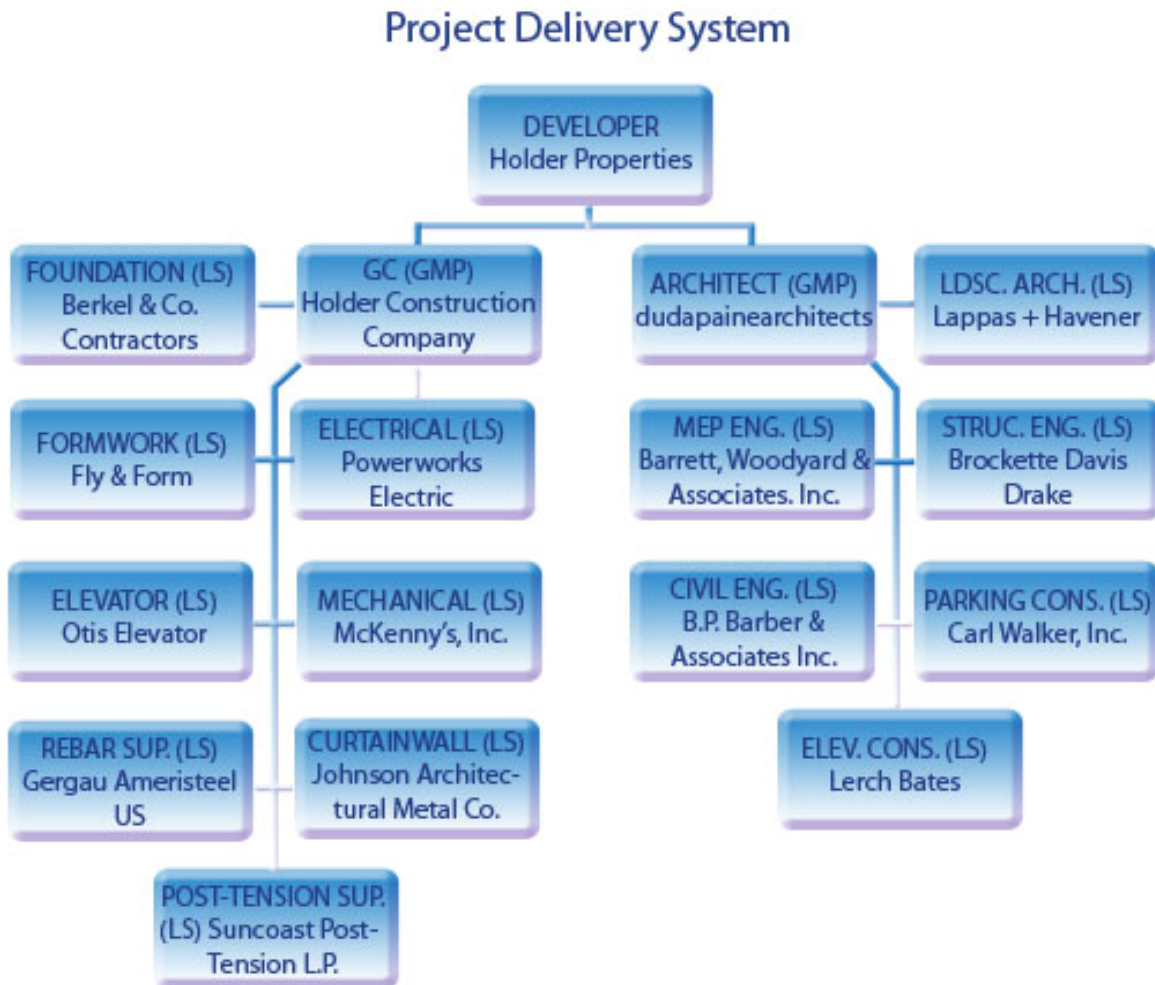 Project Delivery System
DEVELOPER
Holder Properties
FOUNDATION (LS)
Berkel & Co.
Contractors
GC (GMP)
Holder Construction
Company
ARCHITECT (GMP)
dudapainearchitects
LDSC. ARCH. (LS)
Lappas + Havener
FORMWORK (LS)
Fly & Form
ELECTRICAL (LS)
Powerworks
Electric
MEP ENG. (LS)
Barrett, Woodyard &
Associates. Inc.
STRUC. ENG. (LS)
Brockette Davis
Drake
ELEVATOR (LS)
Otis Elevator
MECHANICAL (LS)
McKenny's, Inc.
CIVIL ENG. (LS)
B.P. Barber &
Associates Inc.
PARKING CONS. (LS)
Carl Walker, Inc.
REBAR SUP. (LS)
Gergau Ameristeel
US
CURTAINWALL (LS)
Johnson Architec-
tural Metal Co.
ELEV. CONS. (LS)
Lerch Bates
POST-TENSION SUP.
(LS) Suncoast Post-
Tension L.P.